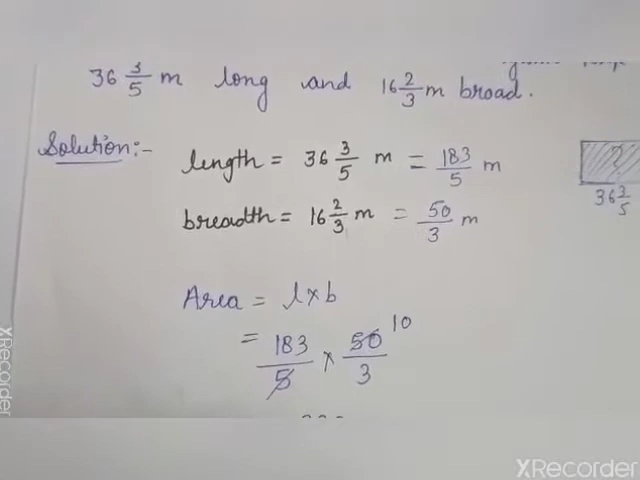 36 3/5 m long and 16 2/3 m broad.
Solution:-
length = 36 3/5 m = 183/5 m
36 3/5
breadth = 16 2/3 m = 50/3 m
Area = l×b
= 183/5 × 50/3 10
XRecorder
XRecorder